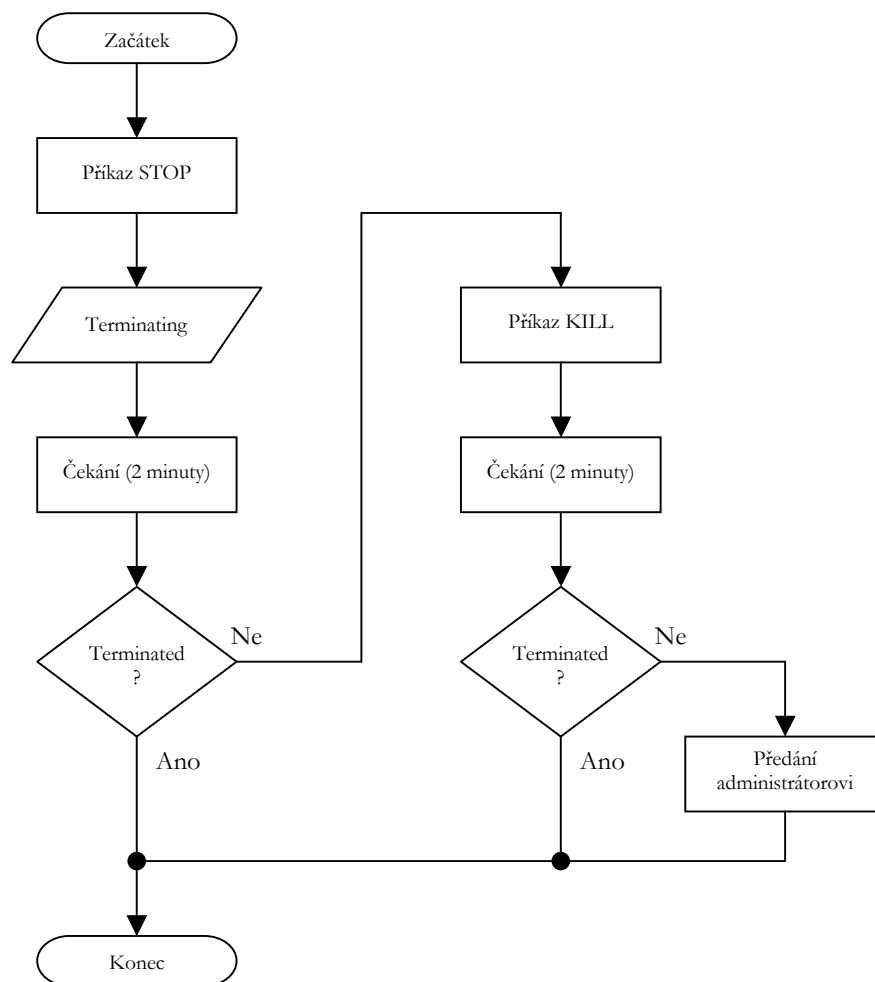 Začátek
Příkaz STOP
Terminating
Čekání (2 minuty)
Terminated
?
Ne
Ano
Příkaz KILL
Čekání (2 minuty)
Terminated
?
Ne
Ano
Předání
administrátorovi
Konec